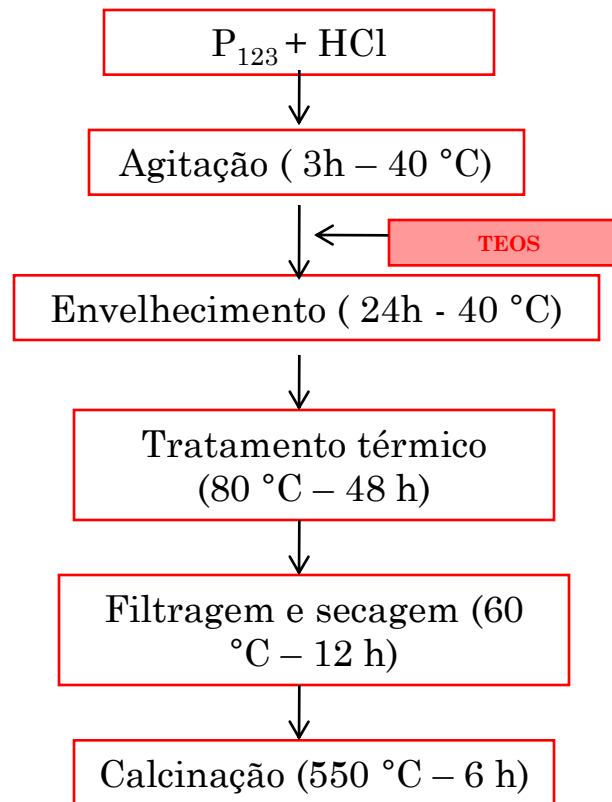 P₁₂₃ + HCl
Agitação ( 3h – 40 °C)
TEOS
Envelhecimento ( 24h - 40 °C)
Tratamento térmico
(80 °C – 48 h)
Filtragem e secagem (60
°C – 12 h)
Calcinação (550 °C – 6 h)